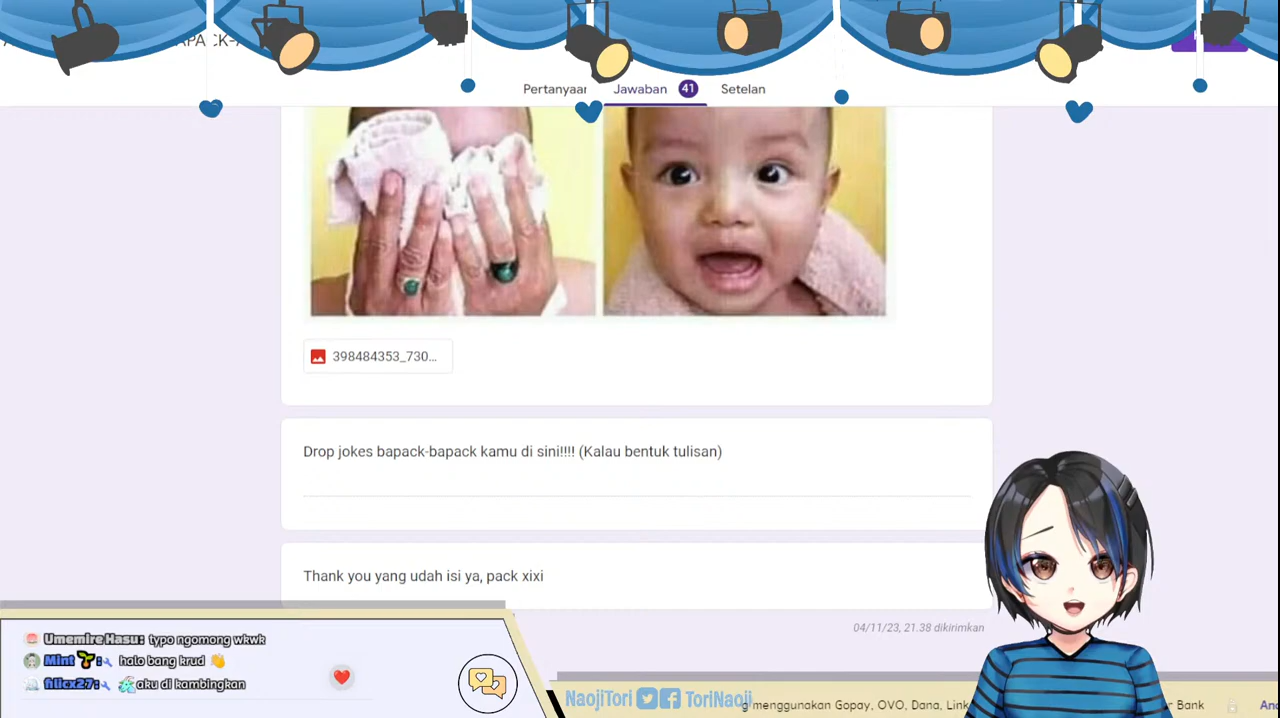 Pertanyaan
Jawaban 41
Setelan
398484353_730...
Drop jokes bapack-bapack kamu di sini!!!! (Kalau bentuk tulisan)
Thank you yang udah isi ya, pack xixi
04/11/23, 21.38 dikirimkan
Umemire Hasu: typo ngomong wkwk
Mint 🌱: halo bang krud 👋
filicx27: aku di kambingkan
NaojiTori ToriNaoji
g menggunakan Gopay, OVO, Dana, Link
r Bank